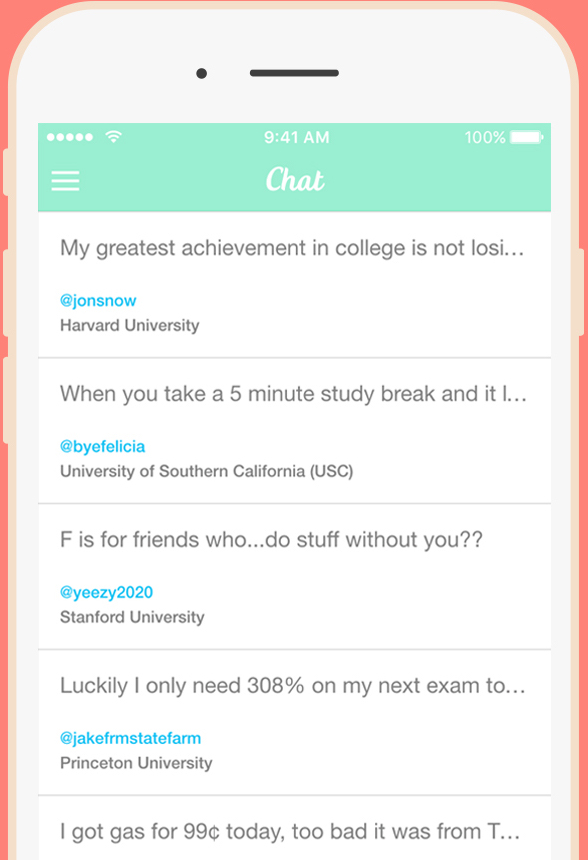 9:41 AM 100%
Chat
My greatest achievement in college is not losi...
@jonsnow
Harvard University
When you take a 5 minute study break and it l...
@byefelicia
University of Southern California (USC)
F is for friends who...do stuff without you??
@yeezy2020
Stanford University
Luckily I only need 308% on my next exam to...
@jakefrmstatefarm
Princeton University
I got gas for 99¢ today, too bad it was from T...